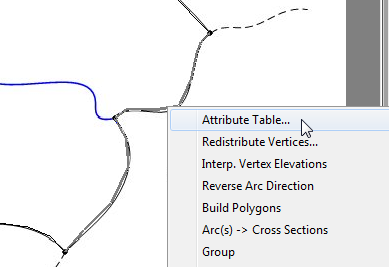 Attribute Table...
Redistribute Vertices...
Interp. Vertex Elevations
Reverse Arc Direction
Build Polygons
Arc(s) -> Cross Sections
Group